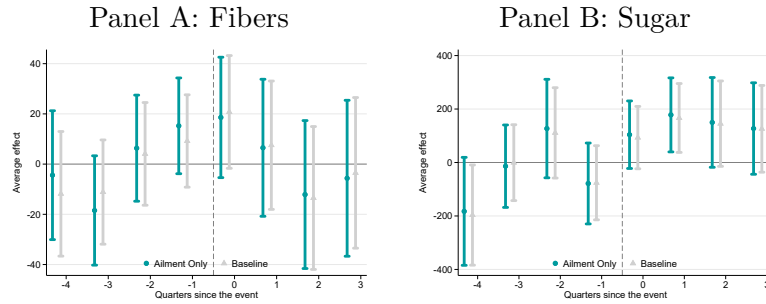 Panel A: Fibers
Panel B: Sugar
40
20
0
-20
-40
Average effect
-4 -3 -2 -1 0 1 2 3
Quarters since the event
Ailment Only Baseline
400
200
0
-200
-400
Average effect
-4 -3 -2 -1 0 1 2 3
Quarters since the event
Ailment Only Baseline